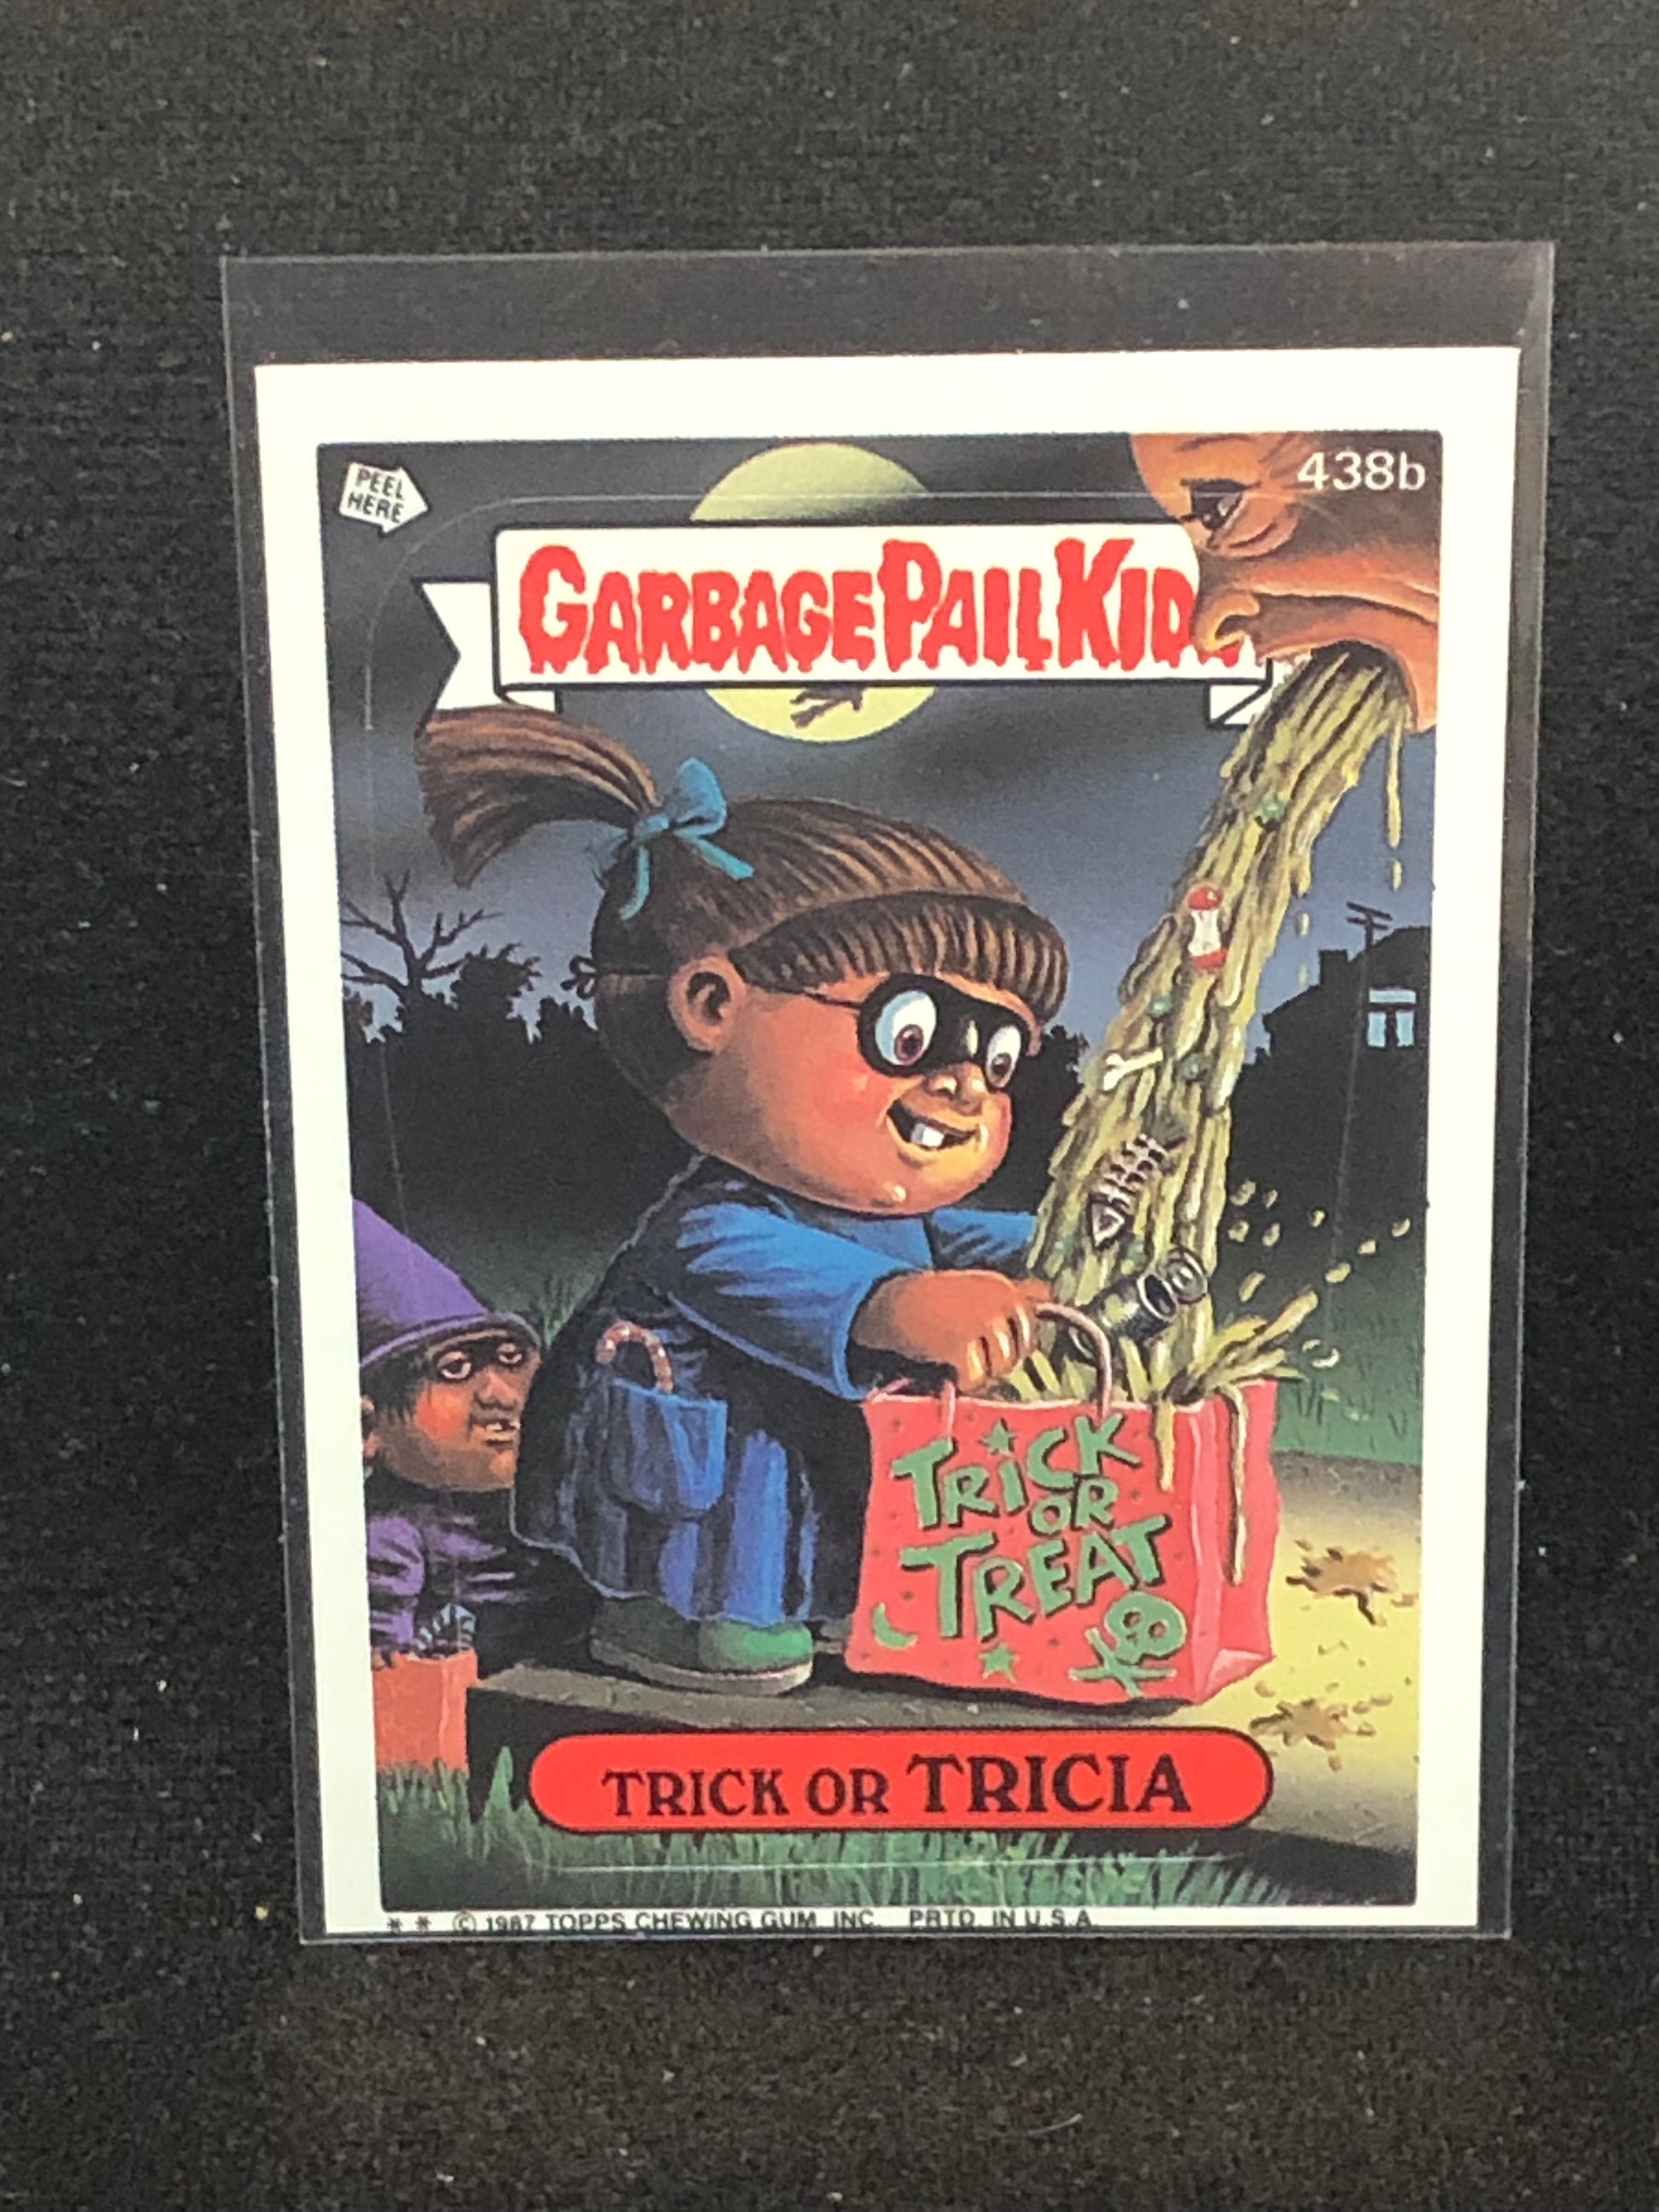 PEEL
HERE
438b
GARBAGE PAIL KID
TRICK
OR
TREAT
TRICK OR TRICIA
** © 1987 TOPPS CHEWING GUM, INC. PRTD. IN U.S.A.